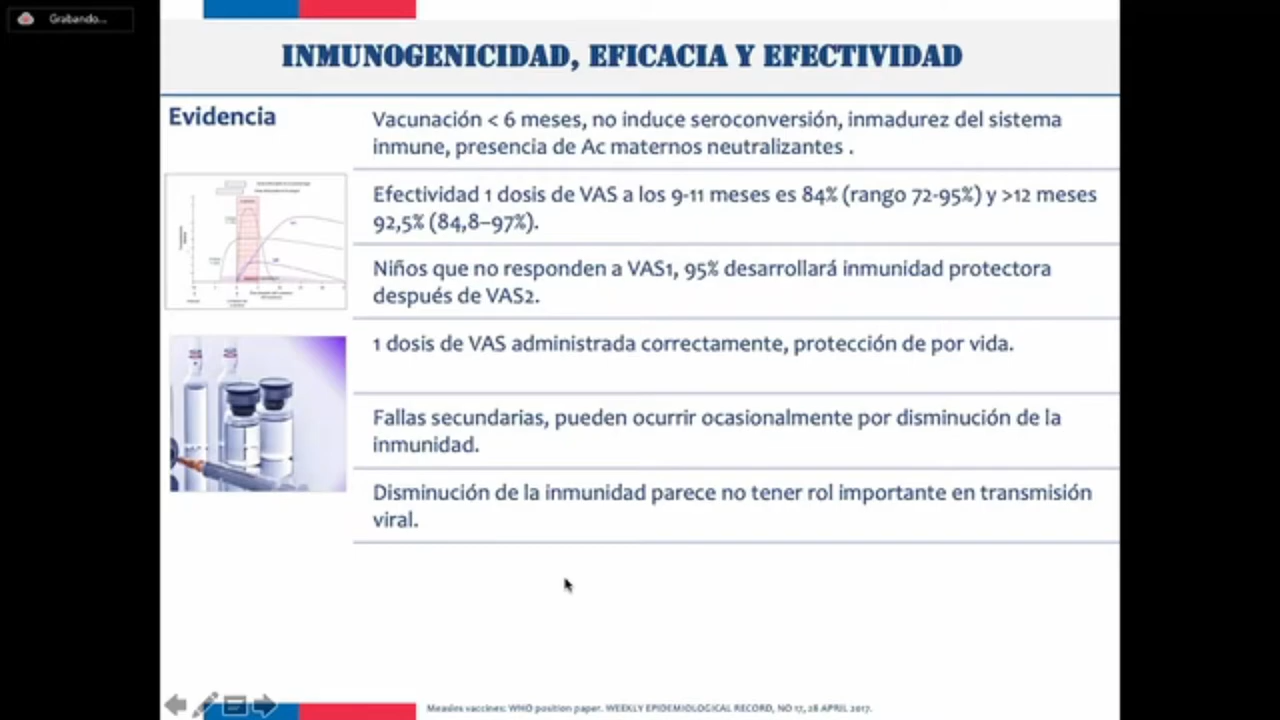 Grabando...
INMUNOGENICIDAD, EFICACIA Y EFECTIVIDAD
Evidencia
Vacunación < 6 meses, no induce seroconversión, inmadurez del sistema
inmune, presencia de Ac maternos neutralizantes .
Efectividad 1 dosis de VAS a los 9-11 meses es 84% (rango 72-95%) y >12 meses
92,5% (84,8–97%).
Niños que no responden a VAS1, 95% desarrollará inmunidad protectora
después de VAS2.
1 dosis de VAS administrada correctamente, protección de por vida.
Fallas secundarias, pueden ocurrir ocasionalmente por disminución de la
inmunidad.
Disminución de la inmunidad parece no tener rol importante en transmisión
viral.
Measles vaccines: WHO position paper. WEEKLY EPIDEMIOLOGICAL RECORD, NO 17, 28 APRIL 2017.